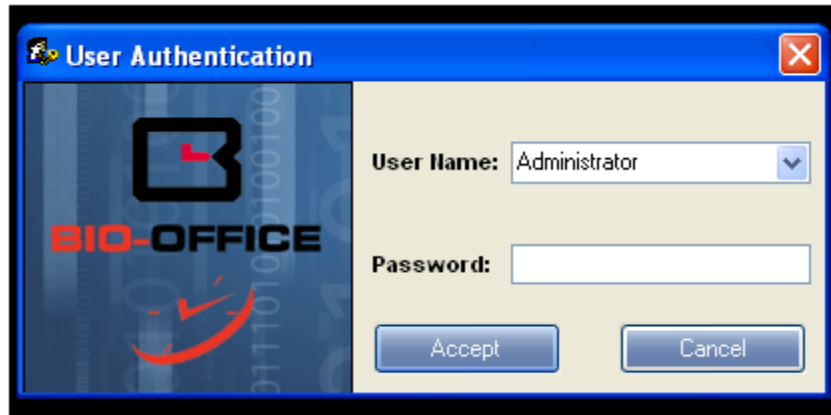 User Authentication
BIO-OFFICE
User Name: Administrator
Password:
Accept Cancel